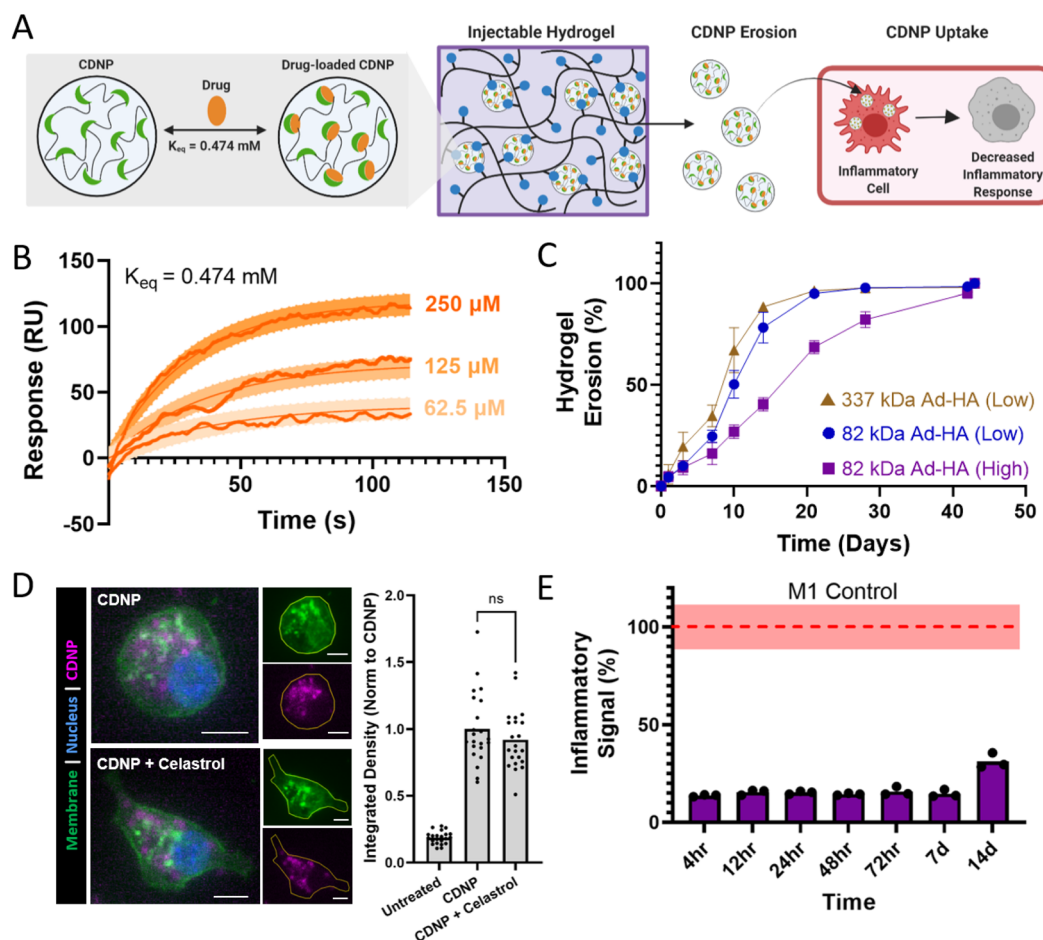 A
CDNP
Drug
Keq = 0.474 mM
Drug-loaded CDNP
Injectable Hydrogel
CDNP Erosion
CDNP Uptake
Inflammatory
Cell
Decreased
Inflammatory
Response
B
Keq = 0.474 mM
Response (RU)
150
100
50
0
-50
50
100
150
250 µM
125 µM
62.5 µM
Time (s)
C
Hydrogel
Erosion (%)
100
50
0
0
10
20
30
40
50
337 kDa Ad-HA (Low)
82 kDa Ad-HA (Low)
82 kDa Ad-HA (High)
Time (Days)
D
Membrane | Nucleus | CDNP
CDNP
CDNP + Celastrol
Integrated Density (Norm to CDNP)
2.0
1.5
1.0
0.5
0.0
ns
Untreated
CDNP
CDNP + Celastrol
E
M1 Control
Inflammatory
Signal (%)
100
50
0
4hr
12hr
24hr
48hr
72hr
7d
14d
Time